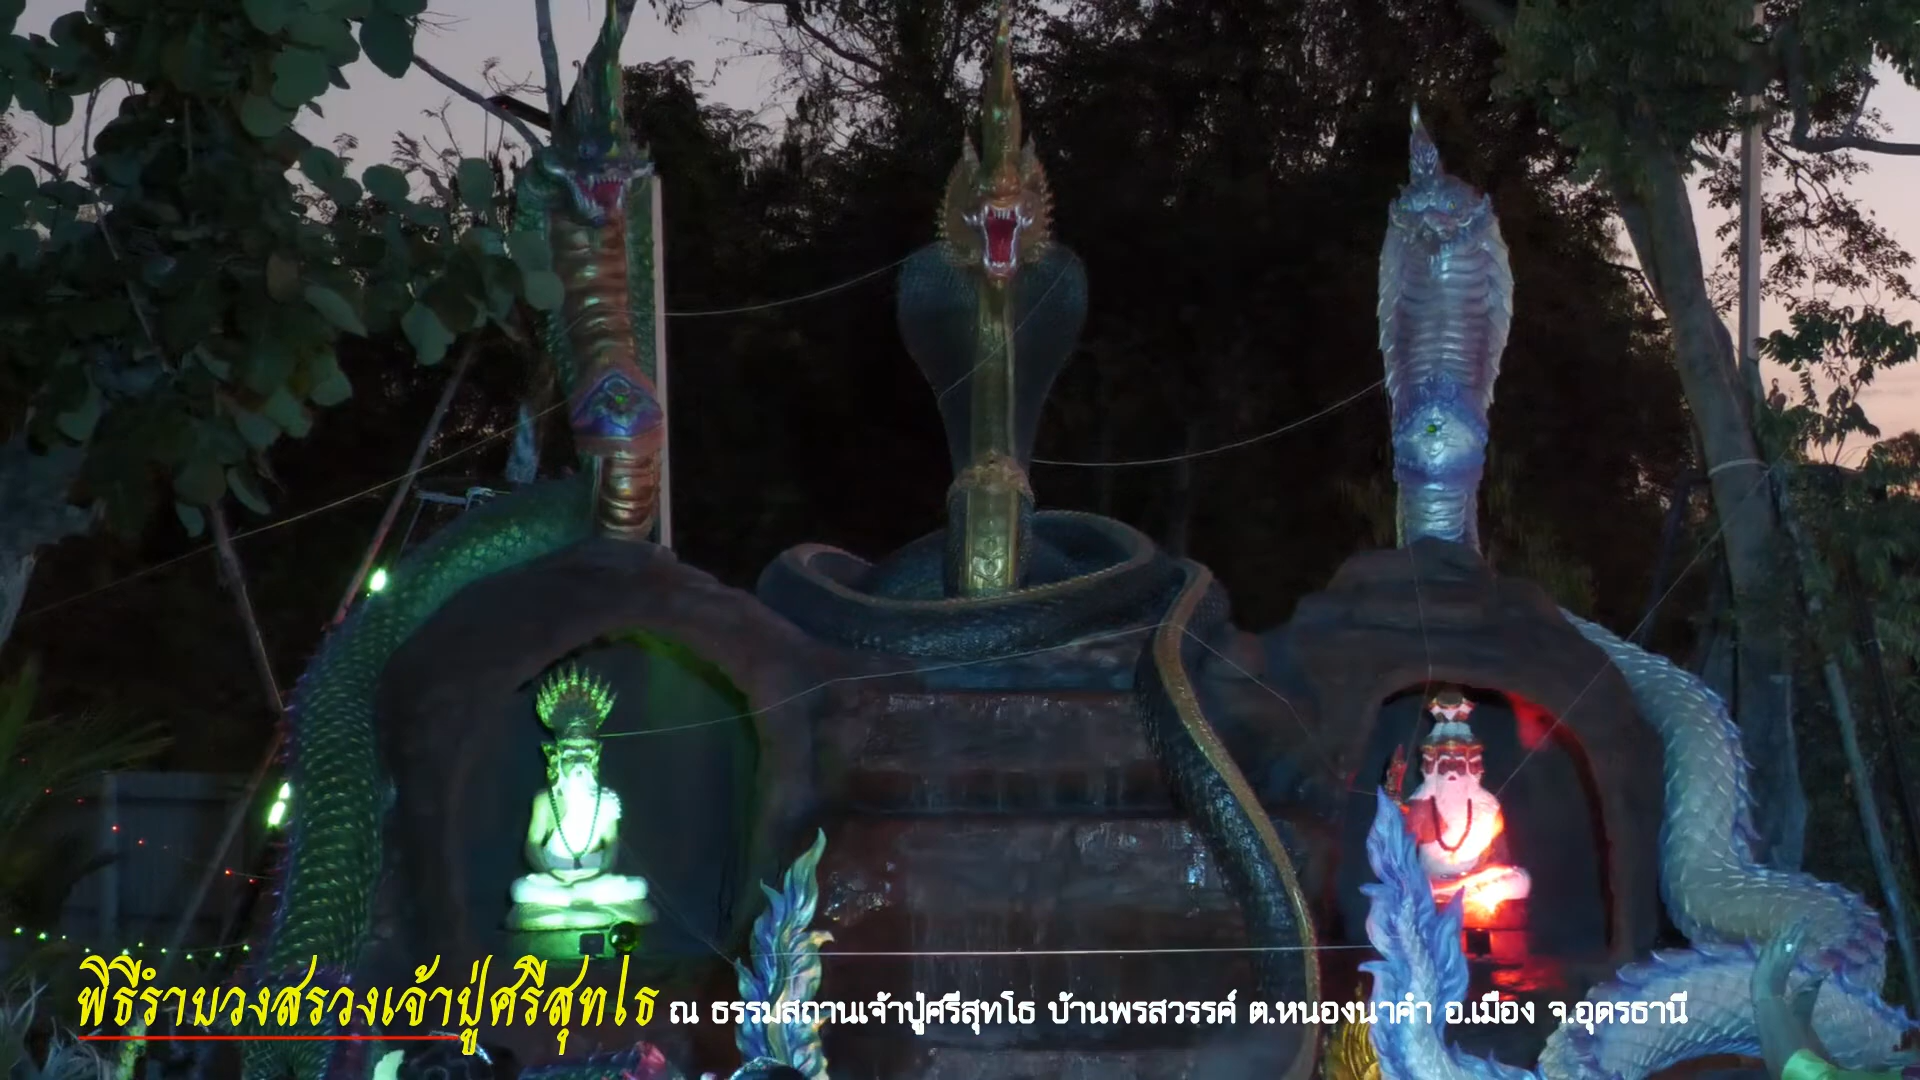 พิธีรำบวงสรวงเจ้าปู่ศรีสุทโธ ณ ธรรมสถานเจ้าปู่ศรีสุทโธ บ้านพรสวรรค์ ต.หนองนาคำ อ.เมือง จ.อุดรธานี